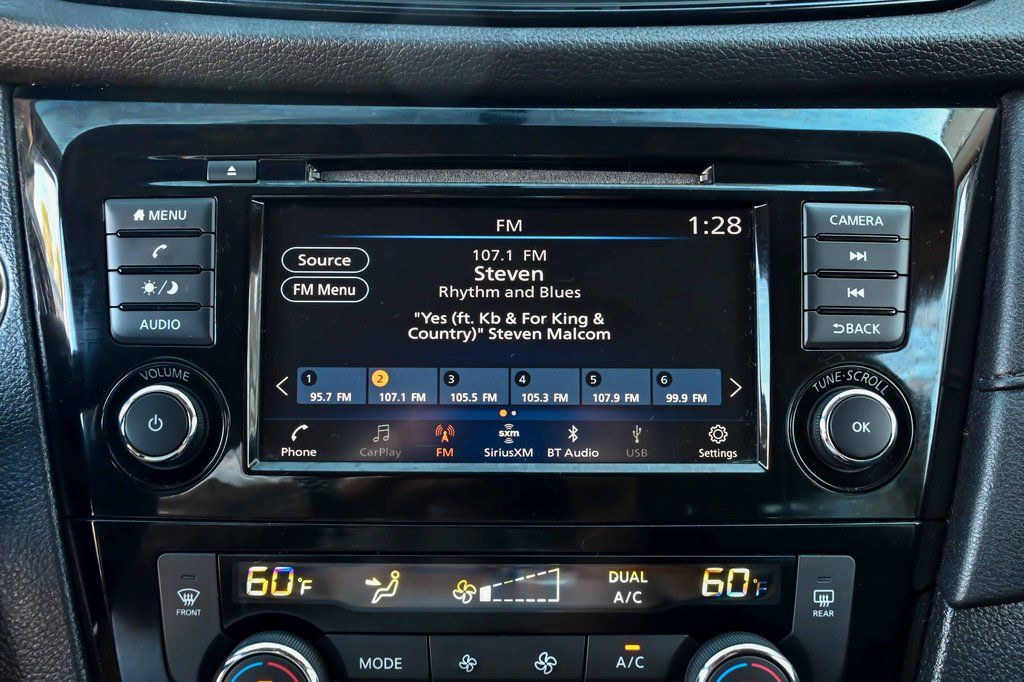 MENU
AUDIO
VOLUME
FM
1:28
Source
FM Menu
107.1 FM
Steven
Rhythm and Blues
"Yes (ft. Kb & For King &
Country)" Steven Malcom
1 2 3 4 5 6
95.7 FM 107.1 FM 105.5 FM 105.3 FM 107.9 FM 99.9 FM
sxm
Phone CarPlay FM SiriusXM BT Audio USB Settings
CAMERA
BACK
TUNE·SCROLL
OK
FRONT
60°F
DUAL
A/C
60°F
REAR
MODE
A/C